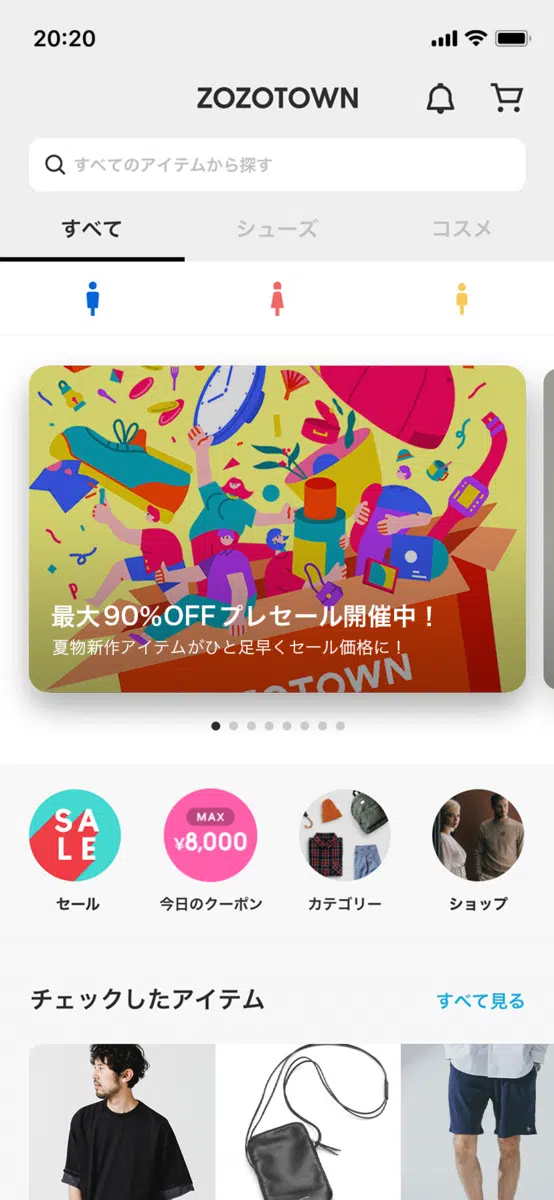 20:20
ZOZOTOWN
すべてのアイテムから探す
すべて
シューズ
コスメ
最大90%OFFプレセール開催中！
夏物新作アイテムがひと足早くセール価格に！
ZOZOTOWN
SA
LE
MAX
¥8,000
セール
今日のクーポン
カテゴリー
ショップ
チェックしたアイテム
すべて見る